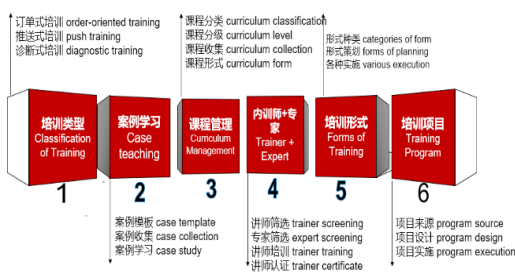 订单式培训 order-oriented training
推送式培训 push training
诊断式培训 diagnostic training
课程分类 curriculum classification
课程分级 curriculum level
课程收集 curriculum collection
课程形式 curriculum form
形式种类 categories of form
形式策划 forms of planning
各种实施 various execution
培训类型
Classification
of Training
1
案例学习
Case
teaching
2
课程管理
Curriculum
Management
3
内训师+专
家
Trainer +
Expert
4
培训形式
Forms of
Training
5
培训项目
Training
Program
6
案例模板 case template
案例收集 case collection
案例学习 case study
讲师筛选 trainer screening
专家筛选 expert screening
讲师培训 trainer training
讲师认证 trainer certificate
项目来源 program source
项目设计 program design
项目实施 program execution